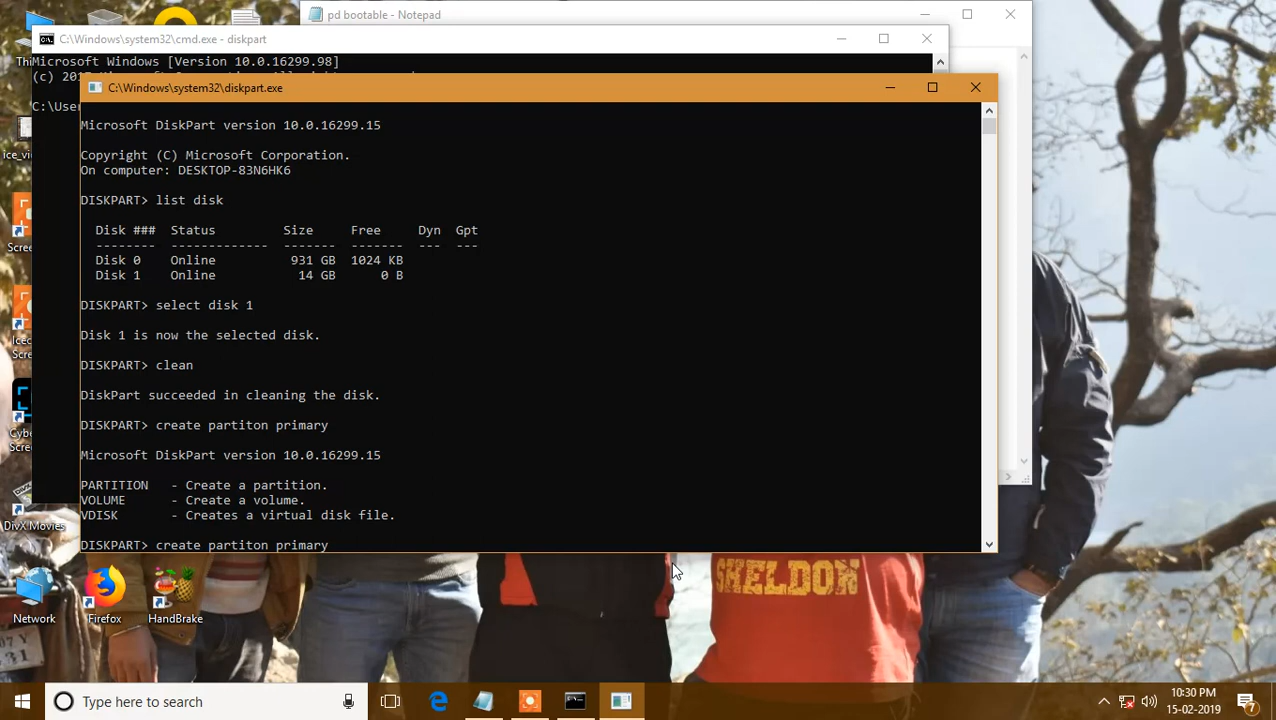 pd bootable - Notepad
C:\Windows\system32\cmd.exe - diskpart
Microsoft Windows [Version 10.0.16299.98]
C:\Windows\system32\diskpart.exe
C:\User
Microsoft DiskPart version 10.0.16299.15
Copyright (C) Microsoft Corporation.
On computer: DESKTOP-83N6HK6
DISKPART> list disk
Disk ### Status Size Free Dyn Gpt
-------- ------------- ------- ------- --- ---
Disk 0 Online 931 GB 1024 KB
Disk 1 Online 14 GB 0 B
DISKPART> select disk 1
Disk 1 is now the selected disk.
DISKPART> clean
DiskPart succeeded in cleaning the disk.
DISKPART> create partiton primary
Microsoft DiskPart version 10.0.16299.15
PARTITION - Create a partition.
VOLUME - Create a volume.
VDISK - Creates a virtual disk file.
DISKPART> create partiton primary
DivX Movies
SHELDON
Network
Firefox
HandBrake
Type here to search
10:30 PM
15-02-2019
7